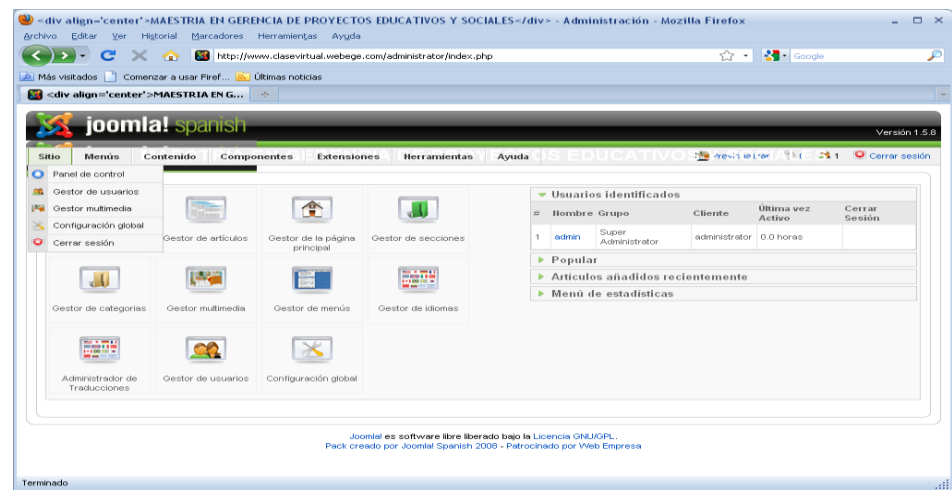 <div align='center'>MAESTRIA EN GERENCIA DE PROYECTOS EDUCATIVOS Y SOCIALES</div> - Administración - Mozilla Firefox
Archivo Editar Ver Historial Marcadores Herramientas Ayuda
http://www.clasevirtual.webege.com/administrator/index.php
Google
Más visitados Comenzar a usar Firef... Últimas noticias
<div align='center'>MAESTRIA EN G...
joomla! spanish
Versión 1.5.8
Sitio Menús Contenido Componentes Extensiones Herramientas Ayuda
1 Cerrar sesión
Panel de control
Gestor de usuarios
Gestor multimedia
Configuración global
Cerrar sesión
Gestor de artículos
Gestor de la página principal
Gestor de secciones
Gestor de categorias
Gestor multimedia
Gestor de menús
Gestor de idiomas
Administrador de Traducciones
Gestor de usuarios
Configuración global
Usuarios identificados
# Nombre Grupo Cliente Última vez Activo Cerrar Sesión
1 admin Super Administrator administrator 0.0 horas
Popular
Artículos añadidos recientemente
Menú de estadísticas
Joomla! es software libre liberado bajo la Licencia GNU/GPL.
Pack creado por Joomla! Spanish 2008 - Patrocinado por Web Empresa
Terminado